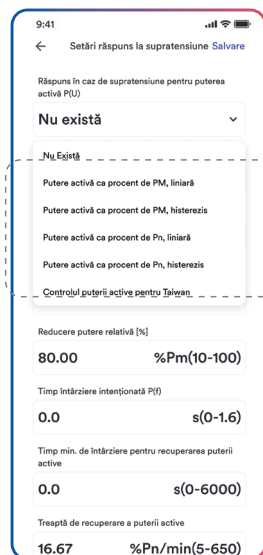 9:41
Setări răspuns la supratensiune Salvare
Răspuns în caz de supratensiune pentru puterea
activă P(U)
Nu există
Nu Există
Putere activă ca procent de PM, liniară
Putere activă ca procent de PM, histerezis
Putere activă ca procent de Pn, liniară
Putere activă ca procent de Pn, histerezis
Controlul puterii active pentru Taiwan
Reducere putere relativă [%]
80.00 %Pm(10-100)
Timp întârziere intenționată P(f)
0.0 s(0-1.6)
Timp min. de întârziere pentru recuperarea puterii
active
0.0 s(0-6000)
Treaptă de recuperare a puterii active
16.67 %Pn/min(5-650)